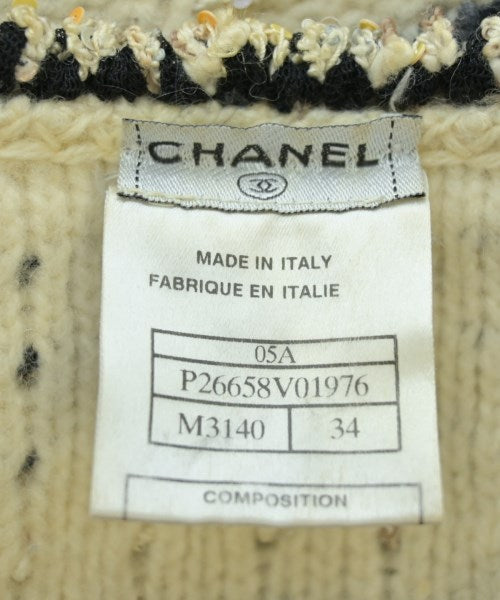 CHANEL
MADE IN ITALY
FABRIQUE EN ITALIE
05A
P26658V01976
M3140 34
COMPOSITION